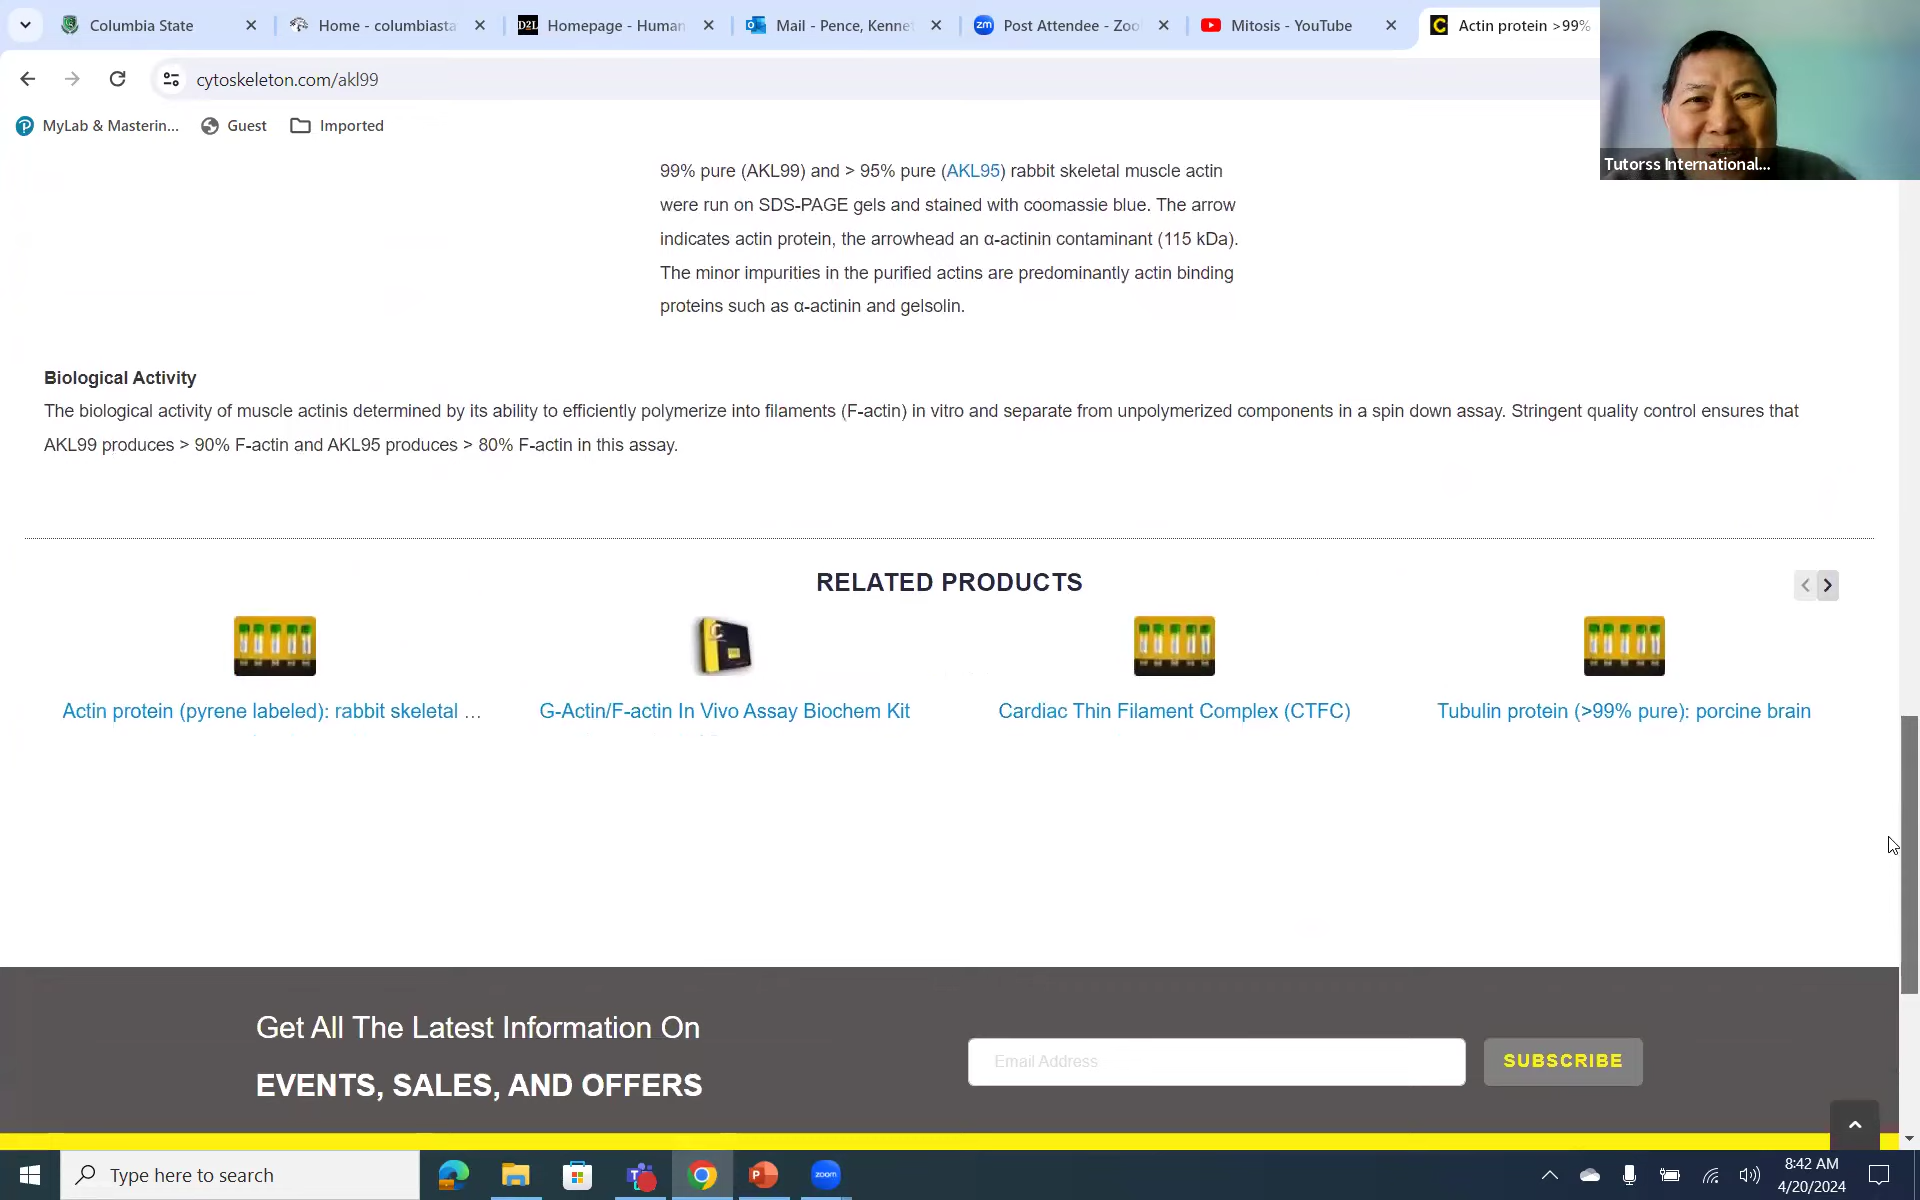 Columbia State
Home - columbiasta
D2L Homepage - Human
Mail - Pence, Kenne
zm Post Attendee - Zoo
Mitosis - YouTube
C Actin protein >99%
cytoskeleton.com/akl99
MyLab & Masterin...
Guest
Imported
Tutorss International...
99% pure (AKL99) and > 95% pure (AKL95) rabbit skeletal muscle actin
were run on SDS-PAGE gels and stained with coomassie blue. The arrow
indicates actin protein, the arrowhead an α-actinin contaminant (115 kDa).
The minor impurities in the purified actins are predominantly actin binding
proteins such as α-actinin and gelsolin.
Biological Activity
The biological activity of muscle actinis determined by its ability to efficiently polymerize into filaments (F-actin) in vitro and separate from unpolymerized components in a spin down assay. Stringent quality control ensures that
AKL99 produces > 90% F-actin and AKL95 produces > 80% F-actin in this assay.
RELATED PRODUCTS
Actin protein (pyrene labeled): rabbit skeletal ...
G-Actin/F-actin In Vivo Assay Biochem Kit
Cardiac Thin Filament Complex (CTFC)
Tubulin protein (>99% pure): porcine brain
Get All The Latest Information On
EVENTS, SALES, AND OFFERS
Email Address
SUBSCRIBE
Type here to search
zoom
8:42 AM
4/20/2024